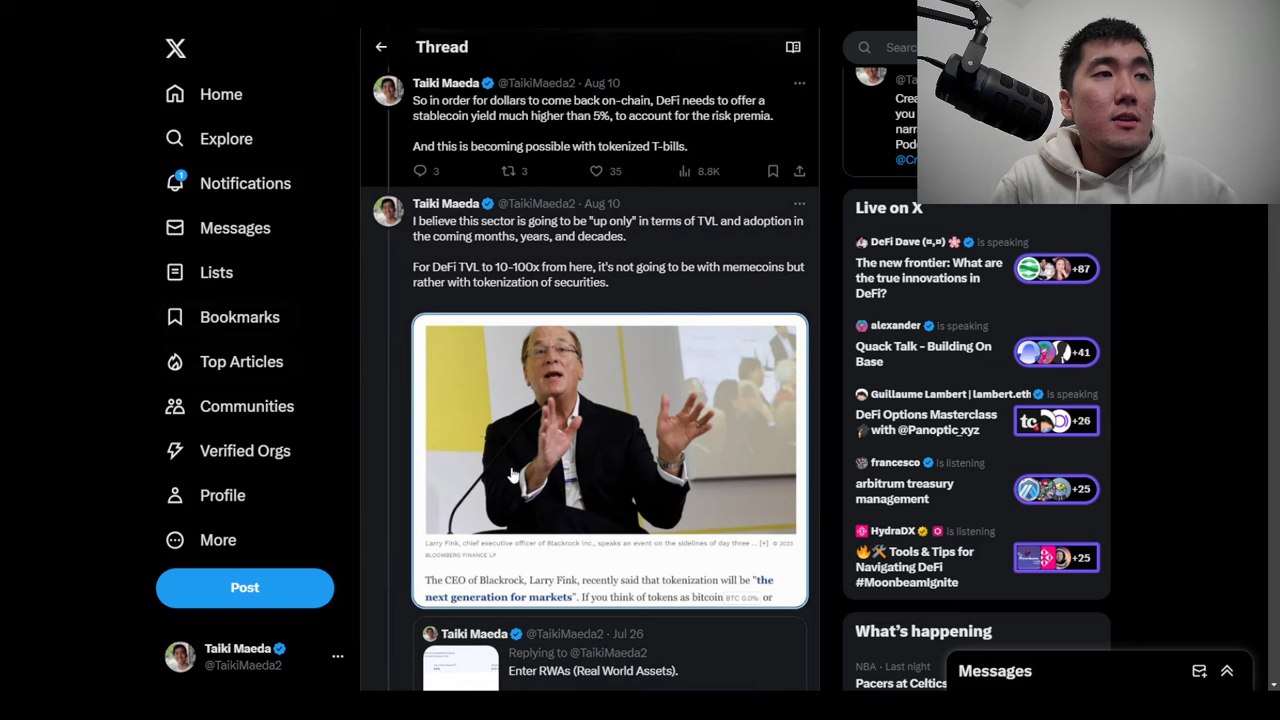 Home
Explore
1
Notifications
Messages
Lists
Bookmarks
Top Articles
Communities
Verified Orgs
Profile
More
Post
Taiki Maeda
@TaikiMaeda2
Thread
Taiki Maeda @TaikiMaeda2 · Aug 10
So in order for dollars to come back on-chain, DeFi needs to offer a
stablecoin yield much higher than 5%, to account for the risk premia.
And this is becoming possible with tokenized T-bills.
3 3 35 8.8K
Taiki Maeda @TaikiMaeda2 · Aug 10
I believe this sector is going to be "up only" in terms of TVL and adoption in
the coming months, years, and decades.
For DeFi TVL to 10-100x from here, it's not going to be with memecoins but
rather with tokenization of securities.
Larry Fink, chief executive officer of Blackrock Inc., speaks an event on the sidelines of day three ... [+] © 2023
BLOOMBERG FINANCE LP
The CEO of Blackrock, Larry Fink, recently said that tokenization will be "the
next generation for markets". If you think of tokens as bitcoin BTC 0.0% or
Taiki Maeda @TaikiMaeda2 · Jul 26
Replying to @TaikiMaeda2
Enter RWAs (Real World Assets).
Live on X
DeFi Dave (¤,¤) is speaking
The new frontier: What are
the true innovations in
DeFi?
+87
alexander is speaking
Quack Talk - Building On
Base
+41
Guillaume Lambert | lambert.eth is speaking
DeFi Options Masterclass
with @Panoptic_xyz
tc +26
francesco is listening
arbitrum treasury
management
+25
HydraDX is listening
Tools & Tips for
Navigating DeFi
#MoonbeamIgnite
+25
What's happening
NBA · Last night
Pacers at Celtics
Messages